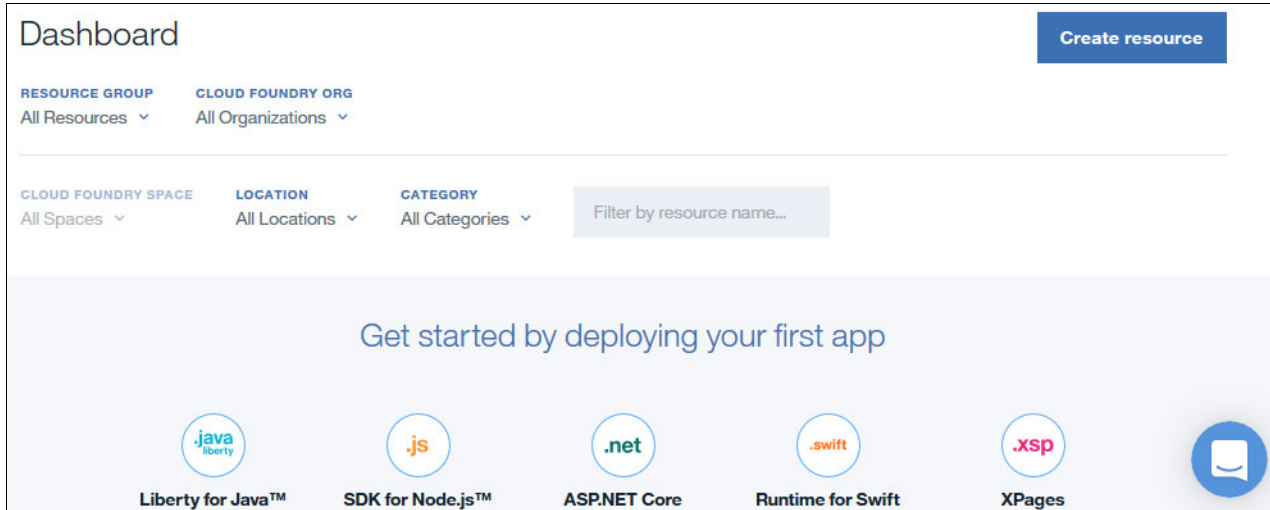 Dashboard
Create resource
RESOURCE GROUP
All Resources
CLOUD FOUNDRY ORG
All Organizations
CLOUD FOUNDRY SPACE
All Spaces
LOCATION
All Locations
CATEGORY
All Categories
Filter by resource name...
Get started by deploying your first app
.java
liberty
.js
.net
.swift
.xsp
Liberty for Java™
SDK for Node.js™
ASP.NET Core
Runtime for Swift
XPages